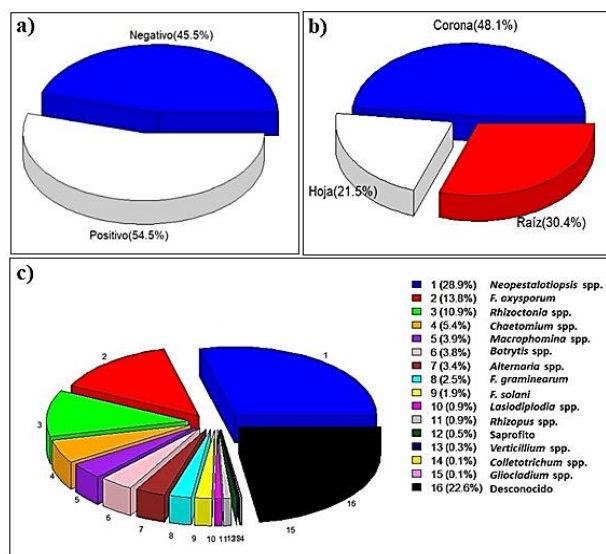 a)
Negativo(45.5%)
Positivo(54.5%)
b)
Corona(48.1%)
Hoja(21.5%)
Raíz(30.4%)
c)
1 (28.9%) Neopestalotiopsis spp.
2 (13.8%) F. oxysporum
3 (10.9%) Rhizoctonia spp.
4 (5.4%) Chaetomium spp.
5 (3.9%) Macrophomina spp.
6 (3.8%) Botrytis spp.
7 (3.4%) Alternaria spp.
8 (2.5%) F. graminearum
9 (1.9%) F. solani
10 (0.9%) Lasiodiplodia spp.
11 (0.9%) Rhizopus spp.
12 (0.5%) Saprofito
13 (0.3%) Verticillium spp.
14 (0.1%) Colletotrichum spp.
15 (0.1%) Gliocladium spp.
16 (22.6%) Desconocido
1
2
3
4
5
6
7
8
9
10
11
15
16